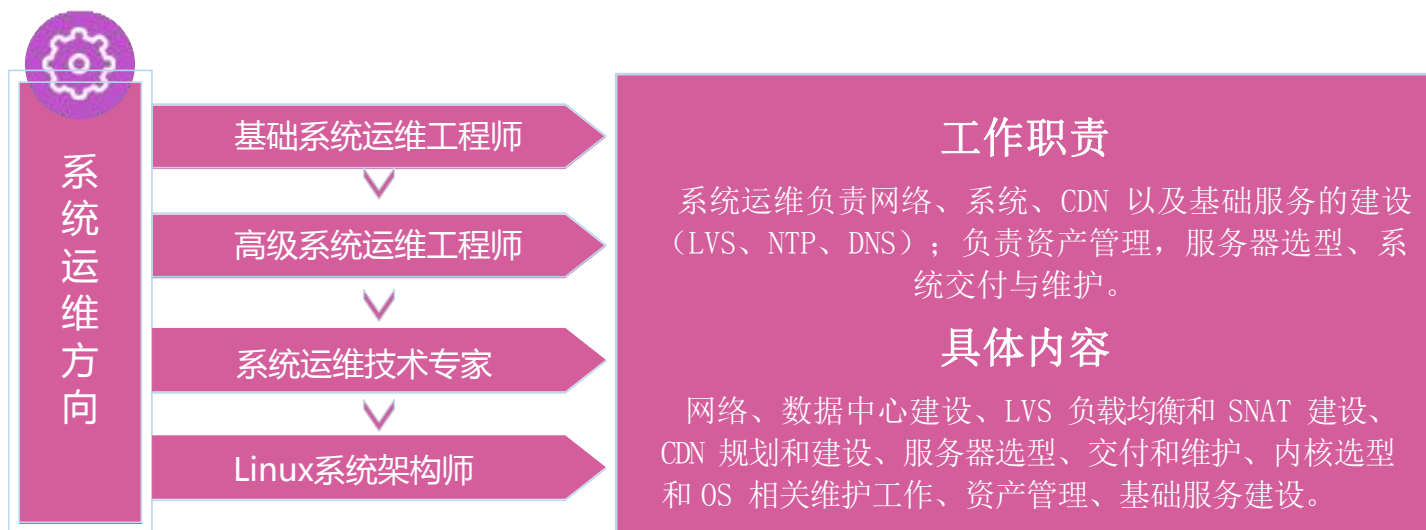 系统运维方向
基础系统运维工程师
高级系统运维工程师
系统运维技术专家
Linux系统架构师
工作职责
系统运维负责网络、系统、CDN 以及基础服务的建设
（LVS、NTP、DNS）；负责资产管理，服务器选型、系
统交付与维护。
具体内容
网络、数据中心建设、LVS 负载均衡和 SNAT 建设、
CDN 规划和建设、服务器选型、交付和维护、内核选型
和 OS 相关维护工作、资产管理、基础服务建设。